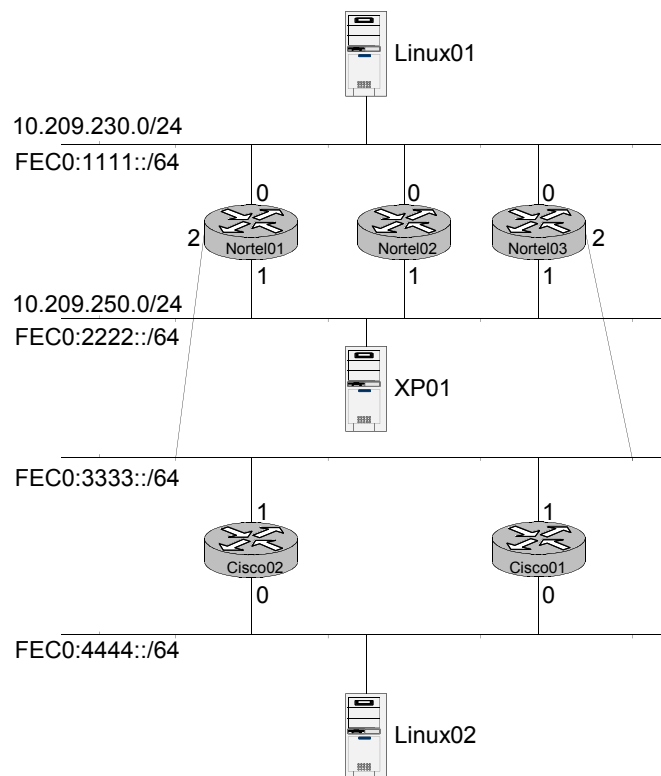 Linux01
10.209.230.0/24
FEC0:1111::/64
0
0
0
2
Nortel01
Nortel02
Nortel03
2
1
1
1
10.209.250.0/24
FEC0:2222::/64
XP01
FEC0:3333::/64
1
1
Cisco02
Cisco01
0
0
FEC0:4444::/64
Linux02